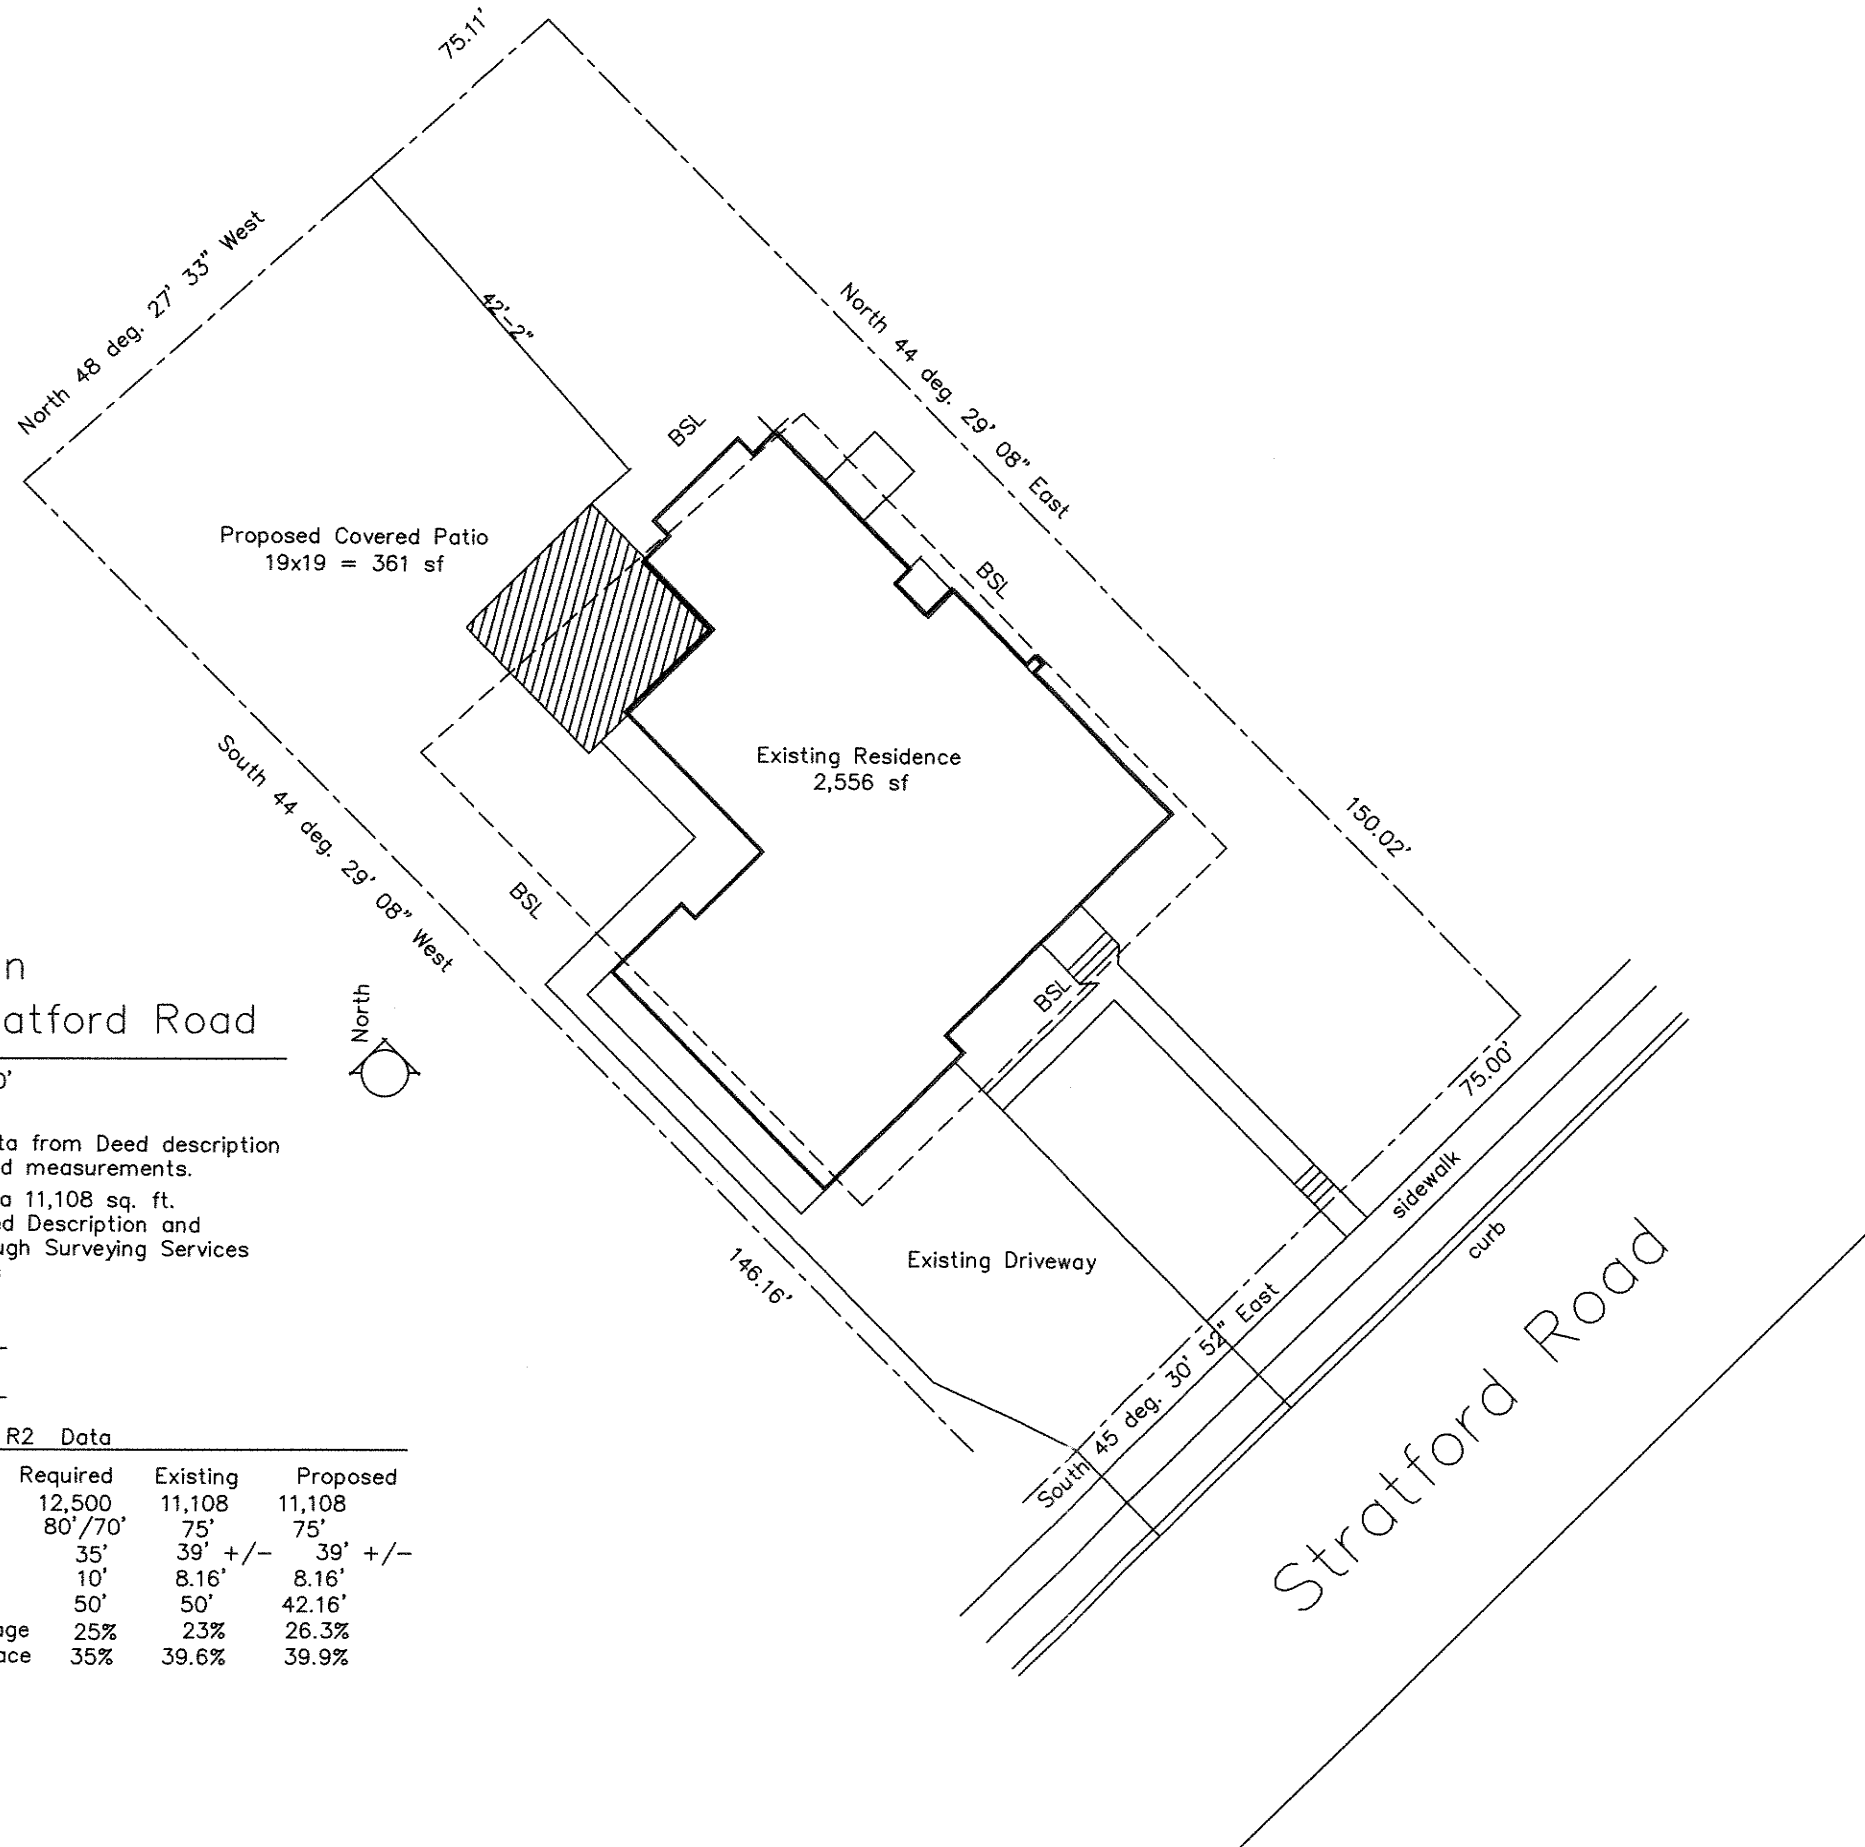 75.11'
North 48 deg. 27' 33" West
42'-2"
North 44 deg. 29' 08" East
BSL
Proposed Covered Patio
19x19 = 361 sf
BSL
Existing Residence
2,556 sf
South 44 deg. 29' 08" West
BSL
150.02'
BSL
n
atford Road
North
0'
75.00'
ta from Deed description
d measurements.
a 11,108 sq. ft.
ed Description and
ugh Surveying Services
sidewalk
curb
146.16'
Existing Driveway
South 45 deg. 30' 52" East
Stratford Road
R2 Data
Required Existing Proposed
12,500 11,108 11,108
80'/70' 75' 75'
35' 39' +/- 39' +/-
10' 8.16' 8.16'
50' 50' 42.16'
age 25% 23% 26.3%
ace 35% 39.6% 39.9%